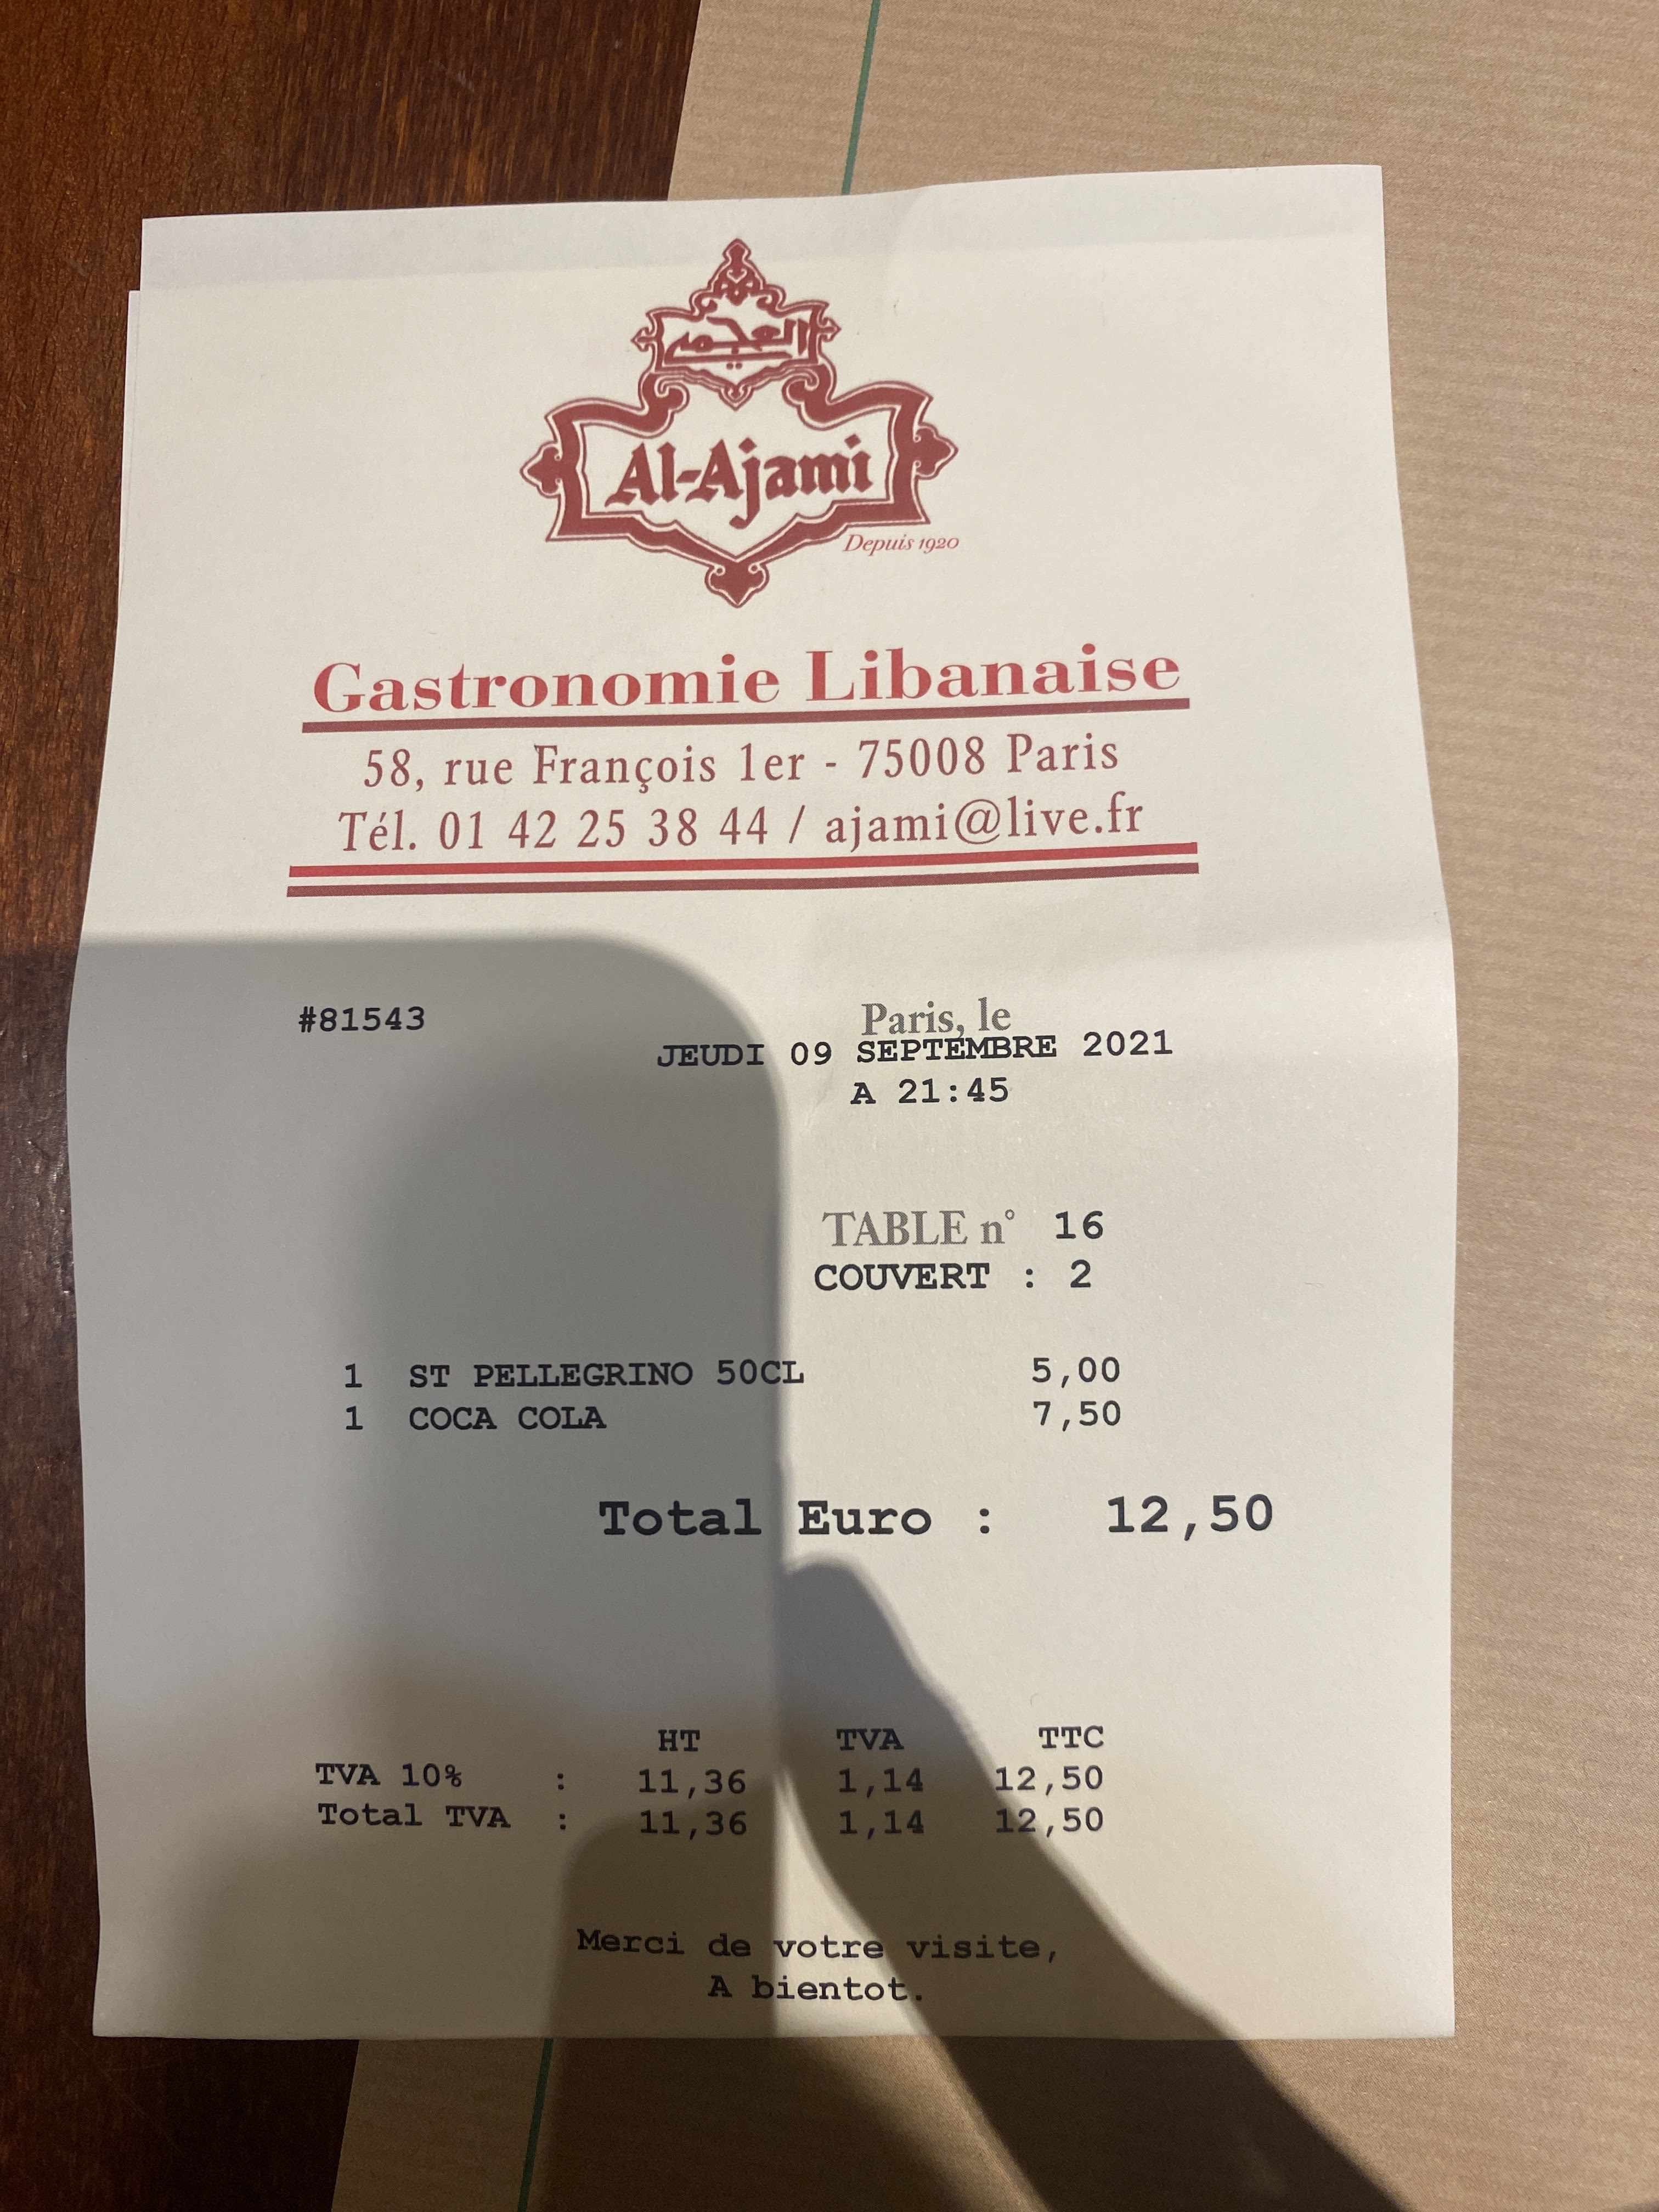 العجمي
Al-Ajami
Depuis 1920
Gastronomie Libanaise
58, rue François 1er - 75008 Paris
Tél. 01 42 25 38 44 / ajami@live.fr
#81543 Paris, le
JEUDI 09 SEPTEMBRE 2021
A 21:45
TABLE n° 16
COUVERT : 2
1 ST PELLEGRINO 50CL 5,00
1 COCA COLA 7,50
Total Euro : 12,50
HT TVA TTC
TVA 10% : 11,36 1,14 12,50
Total TVA : 11,36 1,14 12,50
Merci de votre visite,
A bientot.